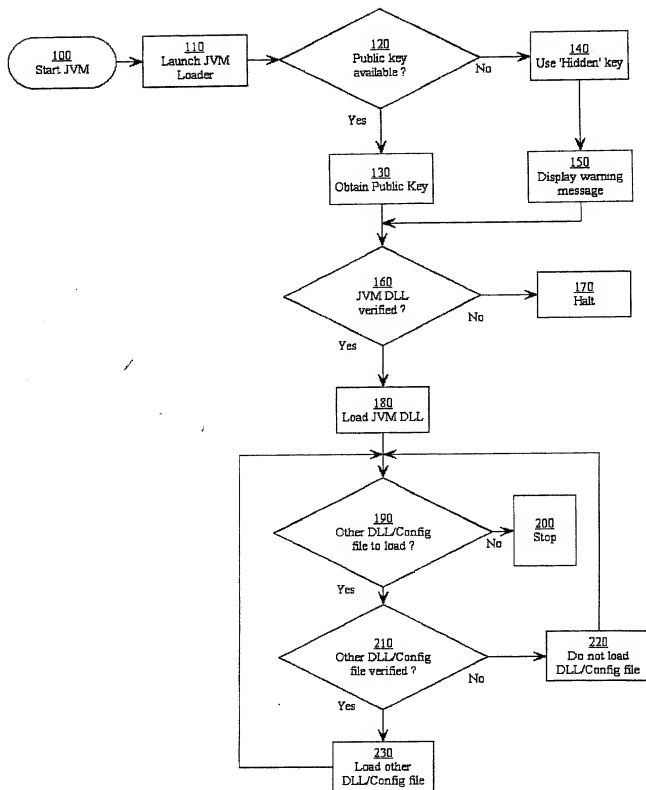 100
Start JVM
110
Launch JVM
Loader
120
Public key
available ?
No
140
Use 'Hidden' key
Yes
130
Obtain Public Key
150
Display warning
message
160
JVM DLL
verified ?
No
170
Halt
Yes
180
Load JVM DLL
190
Other DLL/Config
file to load ?
No
200
Stop
Yes
210
Other DLL/Config
file verified ?
No
220
Do not load
DLL/Config file
Yes
230
Load other
DLL/Config file